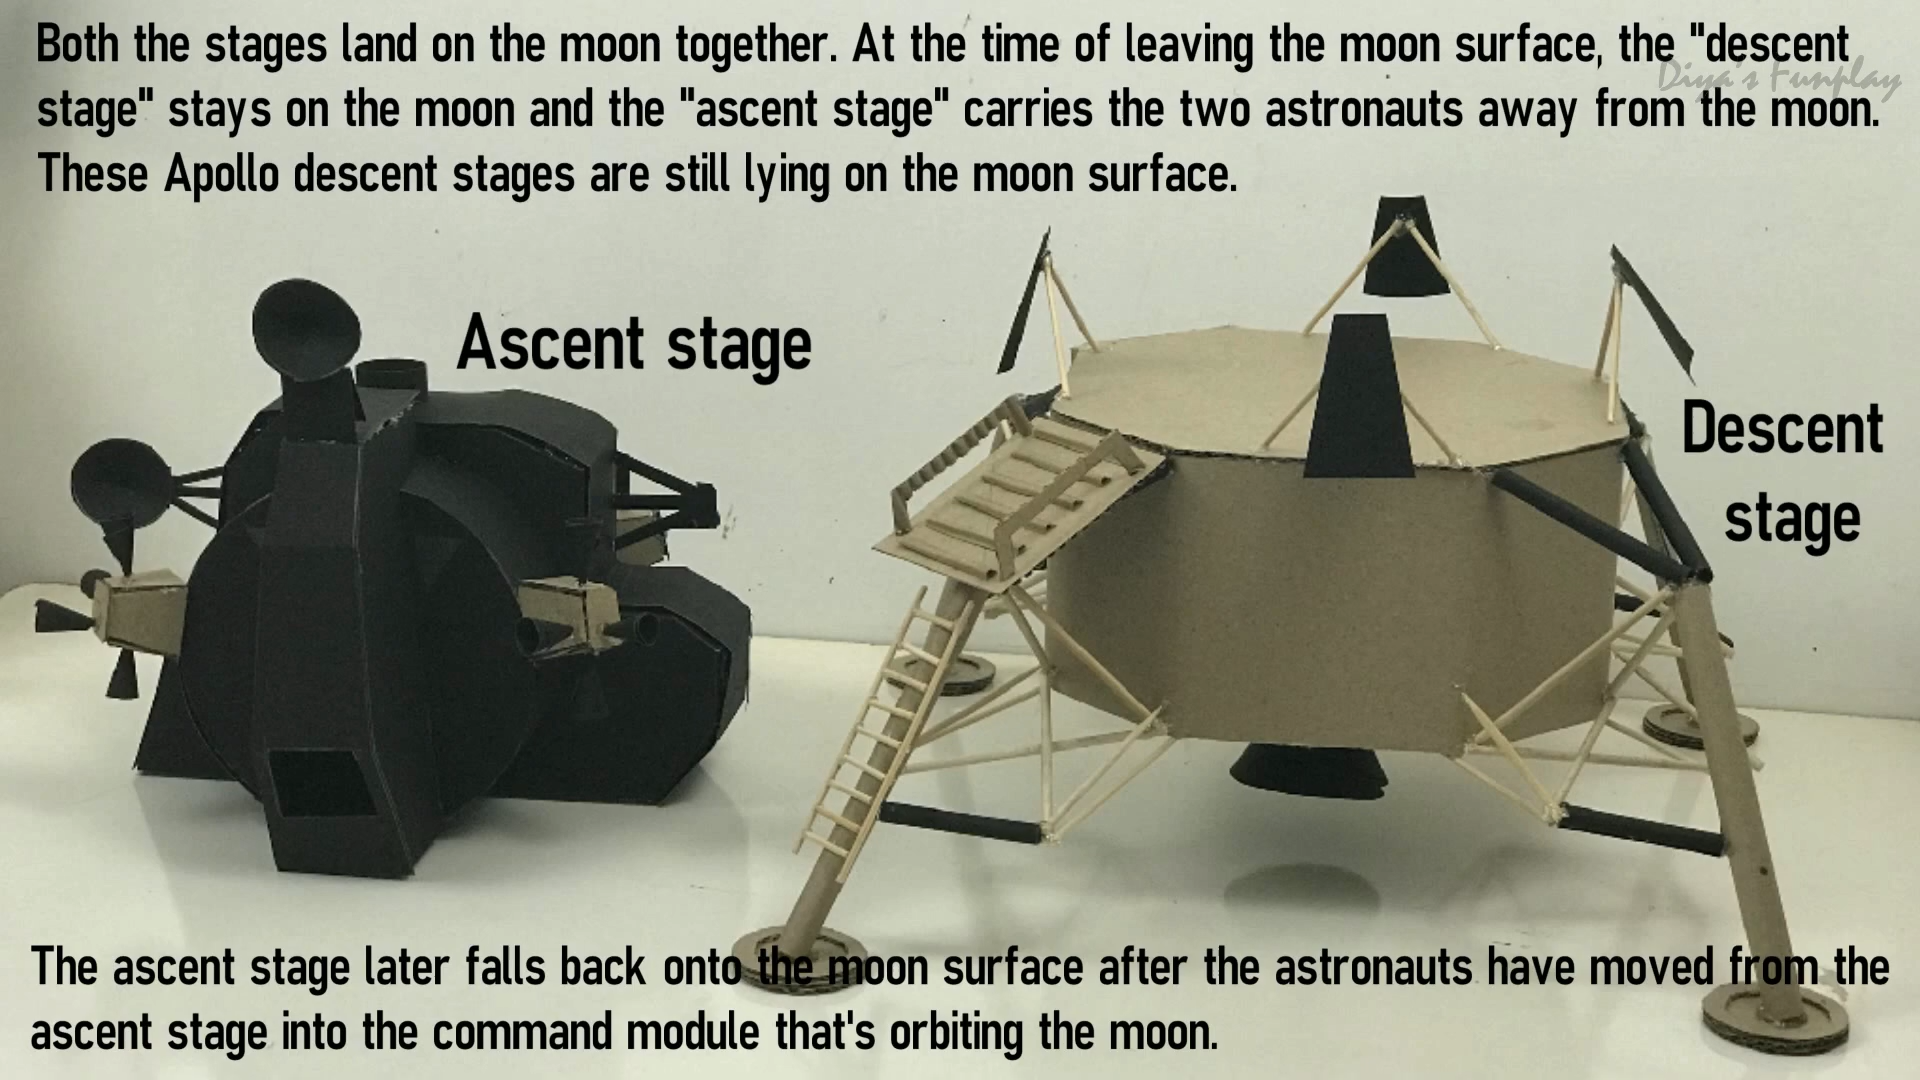 Both the stages land on the moon together. At the time of leaving the moon surface, the "descent
Diya's Funplay
stage" stays on the moon and the "ascent stage" carries the two astronauts away from the moon.
These Apollo descent stages are still lying on the moon surface.
Ascent stage
Descent
stage
The ascent stage later falls back onto the moon surface after the astronauts have moved from the
ascent stage into the command module that's orbiting the moon.